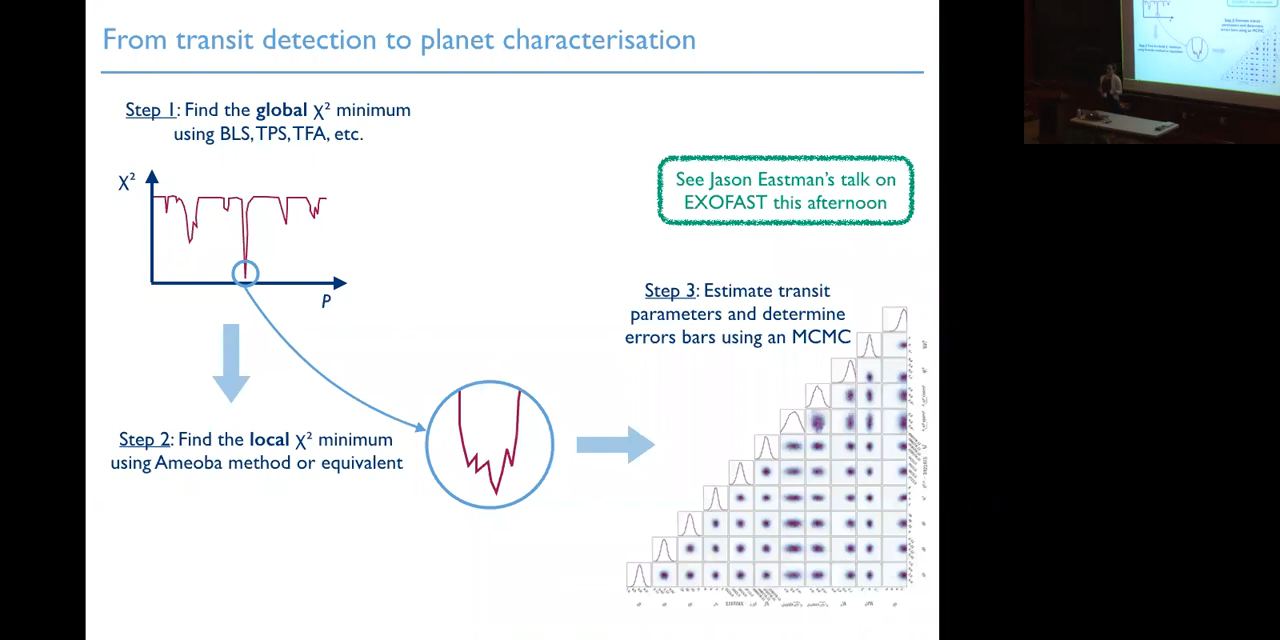 From transit detection to planet characterisation
Step 1: Find the global χ² minimum
using BLS, TPS, TFA, etc.
χ²
P
See Jason Eastman's talk on
EXOFAST this afternoon
Step 2: Find the local χ² minimum
using Ameoba method or equivalent
Step 3: Estimate transit
parameters and determine
errors bars using an MCMC